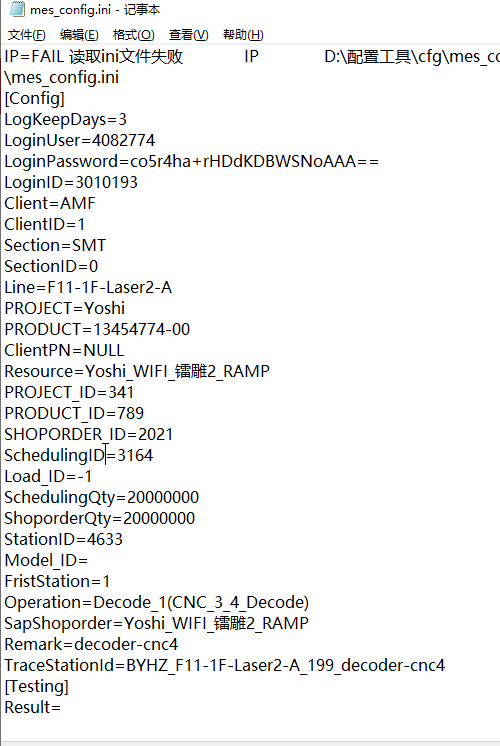 mes_config.ini - 记事本
文件(F) 编辑(E) 格式(O) 查看(V) 帮助(H)
IP=FAIL 读取ini文件失败 IP D:\配置工具\cfg\mes_co
\mes_config.ini
[Config]
LogKeepDays=3
LoginUser=4082774
LoginPassword=co5r4ha+rHDdKDBWSNoAAA==
LoginID=3010193
Client=AMF
ClientID=1
Section=SMT
SectionID=0
Line=F11-1F-Laser2-A
PROJECT=Yoshi
PRODUCT=13454774-00
ClientPN=NULL
Resource=Yoshi_WIFI_镭雕2_RAMP
PROJECT_ID=341
PRODUCT_ID=789
SHOPORDER_ID=2021
SchedulingID=3164
Load_ID=-1
SchedulingQty=20000000
ShoporderQty=20000000
StationID=4633
Model_ID=
FristStation=1
Operation=Decode_1(CNC_3_4_Decode)
SapShoporder=Yoshi_WIFI_镭雕2_RAMP
Remark=decoder-cnc4
TraceStationId=BYHZ_F11-1F-Laser2-A_199_decoder-cnc4
[Testing]
Result=